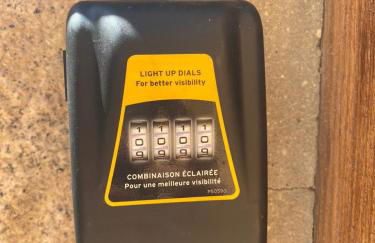 LIGHT UP DIALS
For better visibility
1 1 1 1
0 0 0 0
9 9 9 9
COMBINAISON ÉCLAIRÉE
Pour une meilleure visibilité